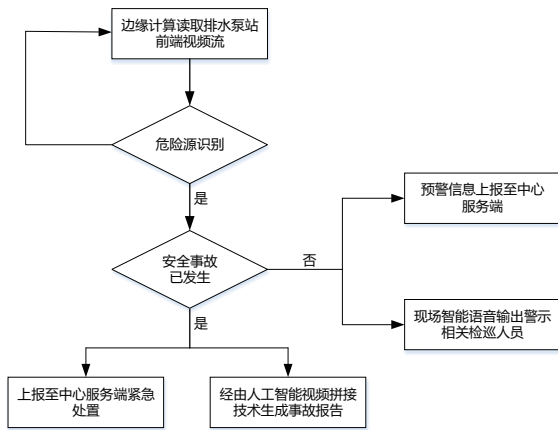 边缘计算读取排水泵站
前端视频流
危险源识别
是
预警信息上报至中心
服务端
安全事故
已发生
否
现场智能语音输出警示
相关检巡人员
是
上报至中心服务端紧急
处置
经由人工智能视频拼接
技术生成事故报告